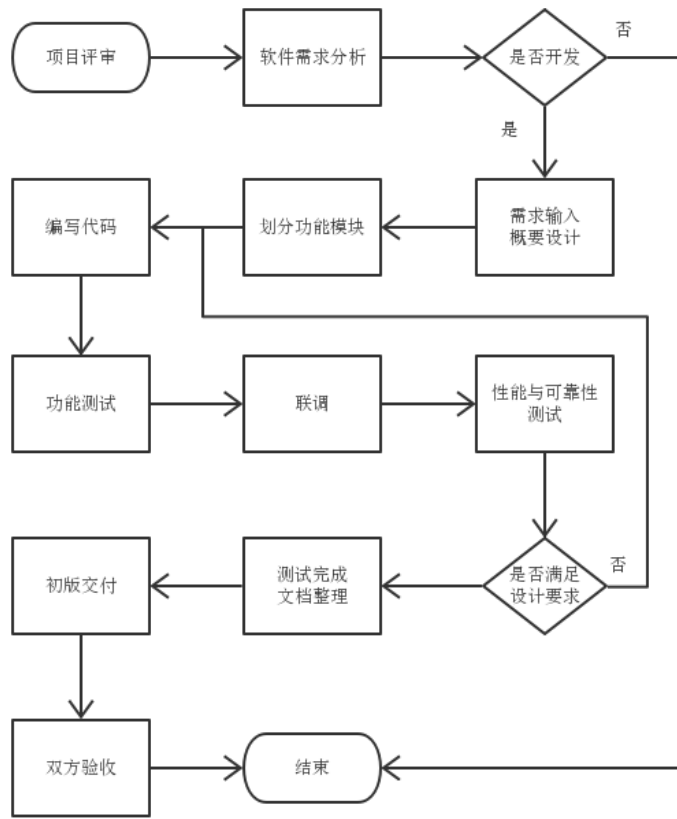 项目评审
软件需求分析
是否开发
否
是
编写代码
划分功能模块
需求输入
概要设计
功能测试
联调
性能与可靠性
测试
初版交付
测试完成
文档整理
是否满足
设计要求
否
双方验收
结束